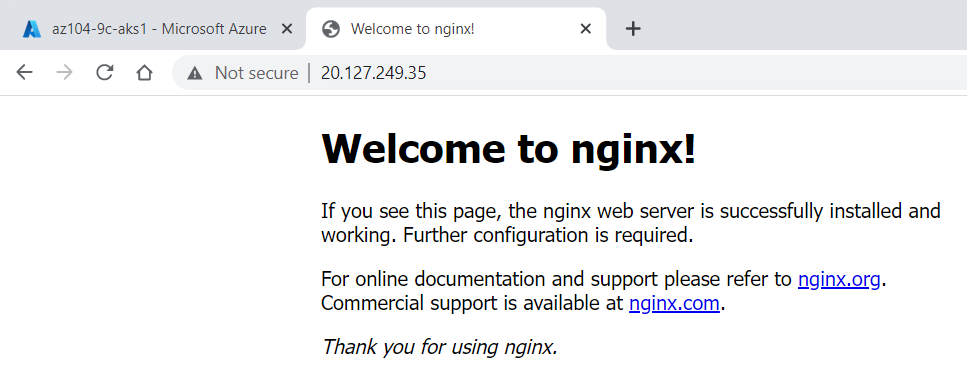 az104-9c-aks1 - Microsoft Azure
Welcome to nginx!
Not secure
20.127.249.35
Welcome to nginx!
If you see this page, the nginx web server is successfully installed and
working. Further configuration is required.
For online documentation and support please refer to nginx.org.
Commercial support is available at nginx.com.
Thank you for using nginx.